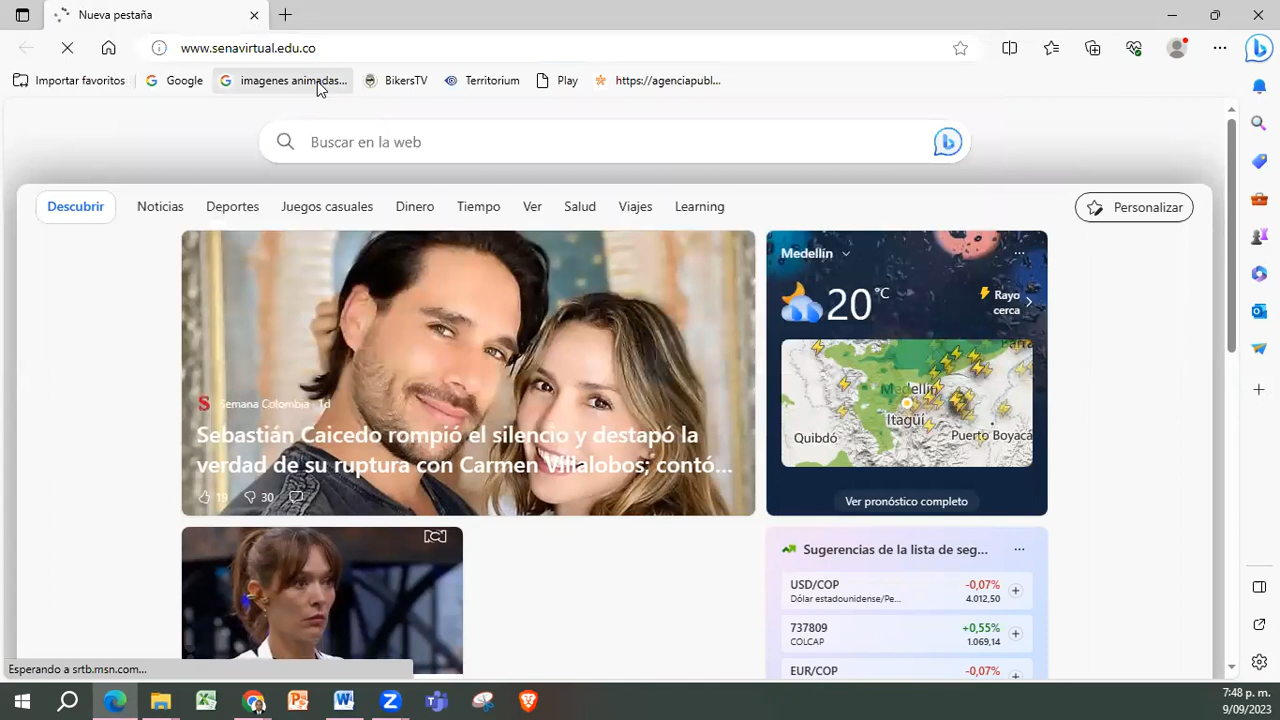 Nueva pestaña
www.senavirtual.edu.co
Importar favoritos
Google
imagenes animadas...
BikersTV
Territorium
Play
https://agenciapubl...
Buscar en la web
Descubrir
Noticias
Deportes
Juegos casuales
Dinero
Tiempo
Ver
Salud
Viajes
Learning
Personalizar
S Semana Colombia · 1d
Sebastián Caicedo rompió el silencio y destapó la
verdad de su ruptura con Carmen Villalobos; contó...
19 30
Medellín
20 °C
Rayo
cerca
Medellín
Itagüí
Quibdó
Puerto Boyacá
Ver pronóstico completo
Sugerencias de la lista de seg...
USD/COP -0,07%
Dólar estadounidense/Pe... 4.012,50
737809 +0,55%
COLCAP 1.069,14
EUR/COP -0,07%
Esperando a srtb.msn.com...
7:48 p. m.
9/09/2023